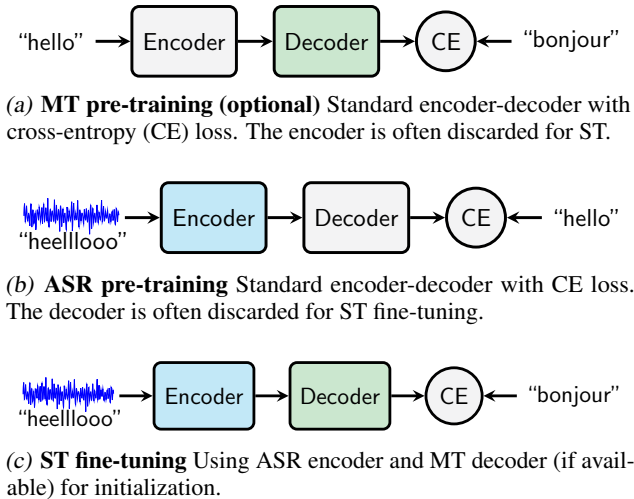 “hello” Encoder Decoder CE “bonjour”
(a) MT pre-training (optional) Standard encoder-decoder with
cross-entropy (CE) loss. The encoder is often discarded for ST.
“heelllooo” Encoder Decoder CE “hello”
(b) ASR pre-training Standard encoder-decoder with CE loss.
The decoder is often discarded for ST fine-tuning.
“heelllooo” Encoder Decoder CE “bonjour”
(c) ST fine-tuning Using ASR encoder and MT decoder (if avail-
able) for initialization.